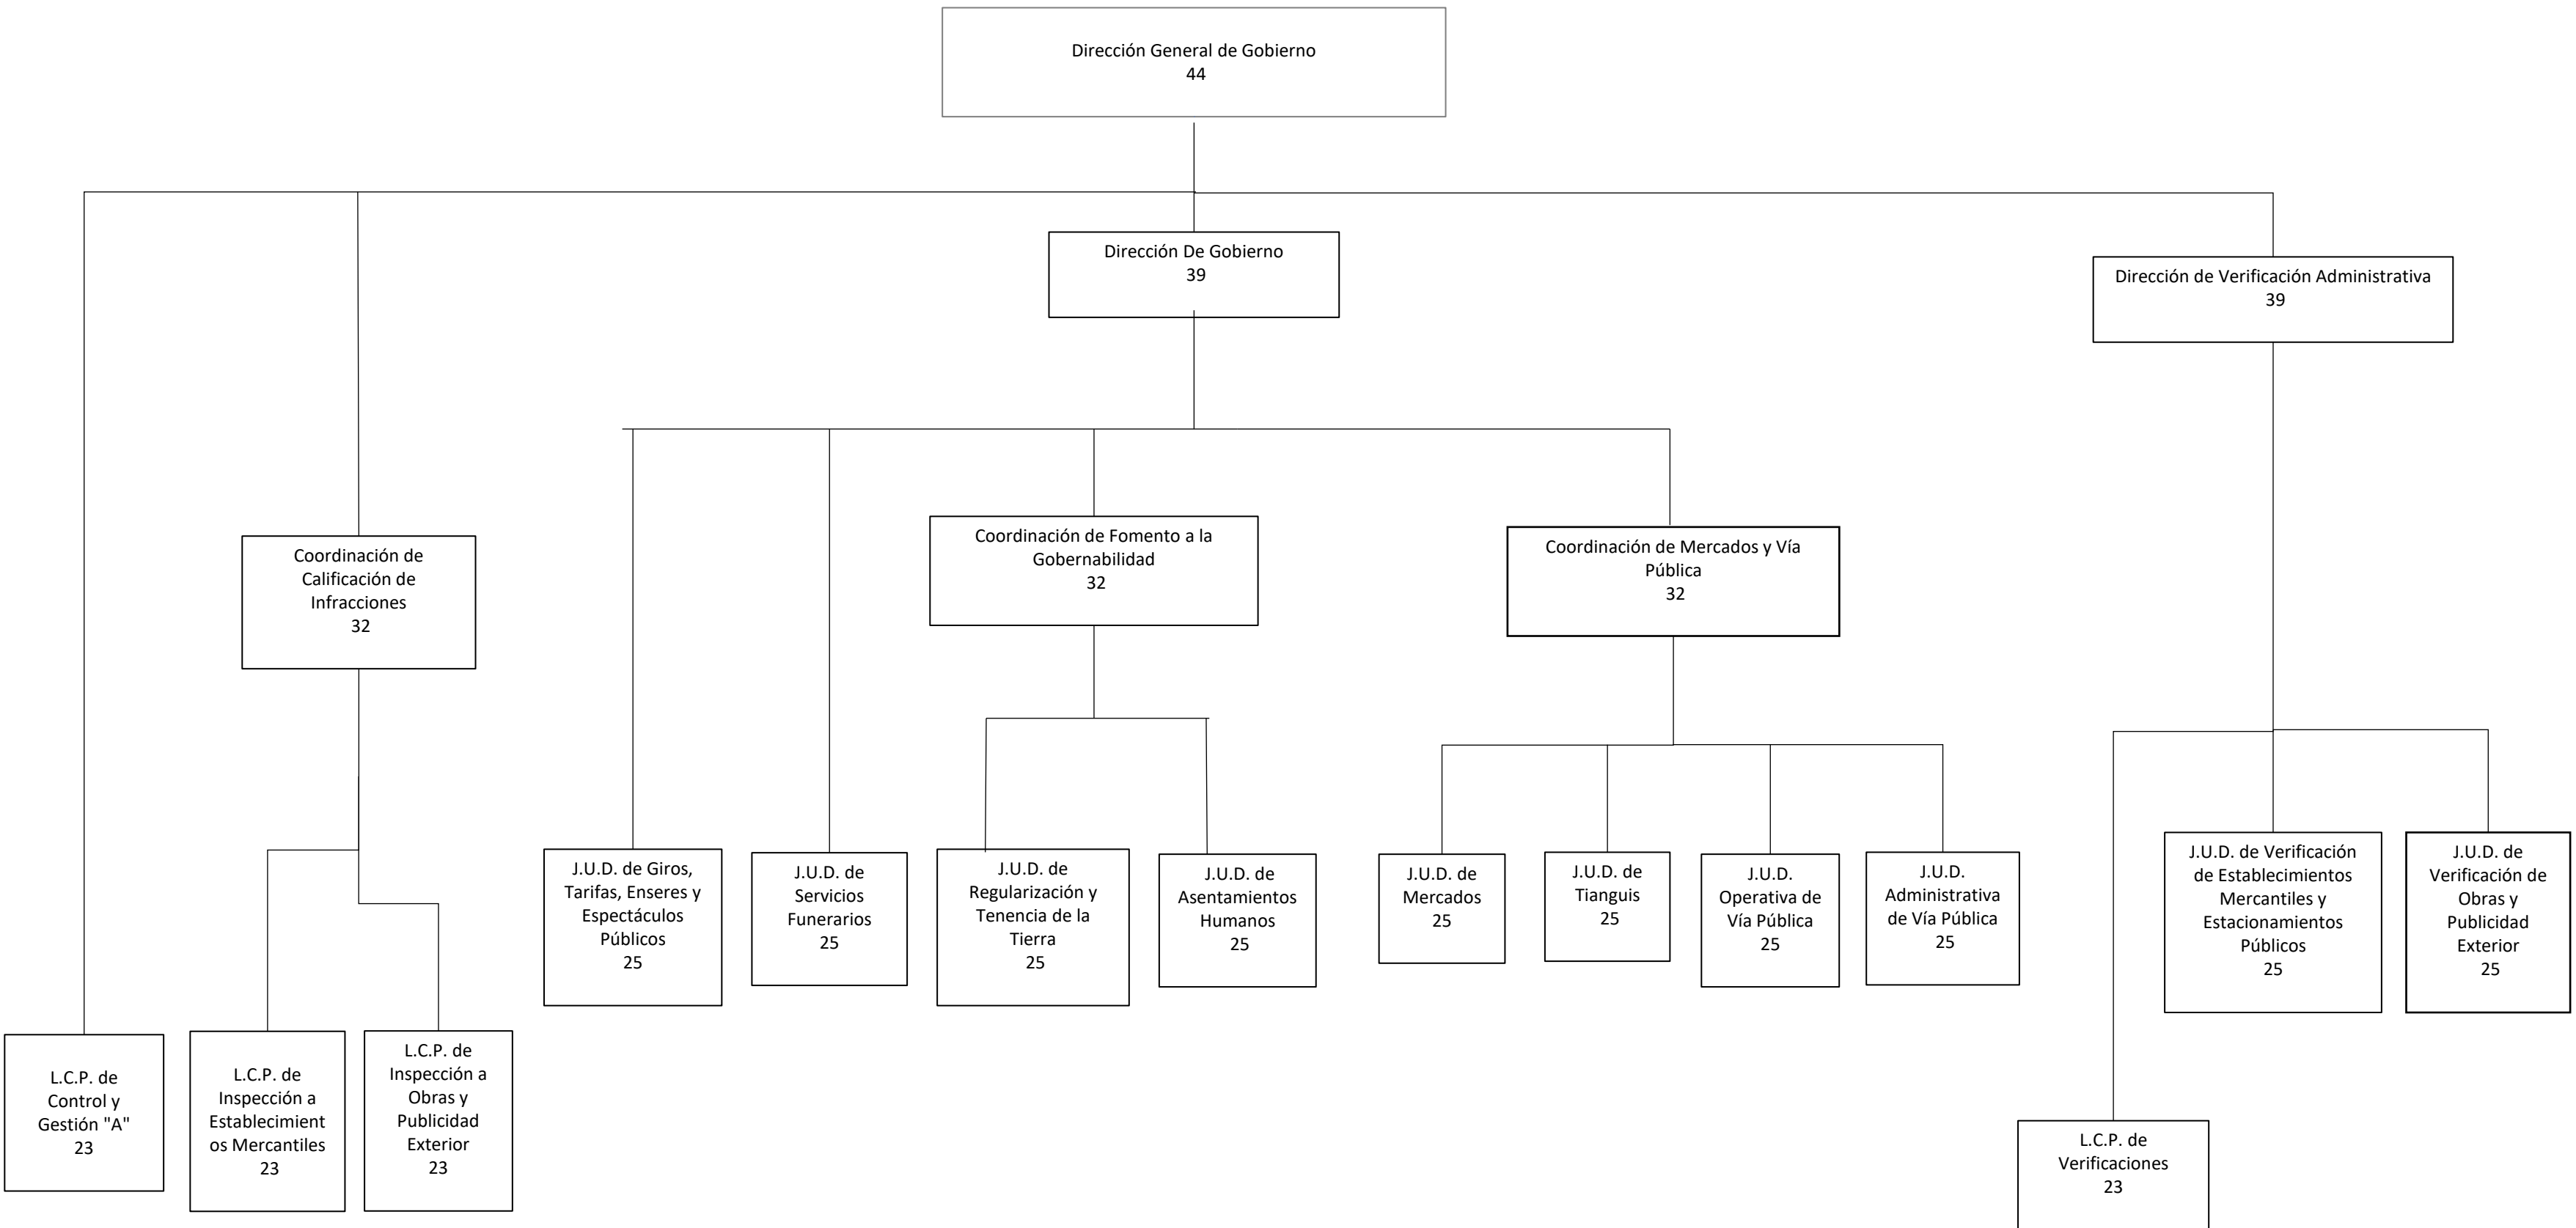 Dirección General de Gobierno
44
Dirección De Gobierno
39
Dirección de Verificación Administrativa
39
Coordinación de
Calificación de
Infracciones
32
Coordinación de Fomento a la
Gobernabilidad
32
Coordinación de Mercados y Vía
Pública
32
J.U.D. de Giros,
Tarifas, Enseres y
Espectáculos
Públicos
25
J.U.D. de
Servicios
Funerarios
25
J.U.D. de
Regularización y
Tenencia de la
Tierra
25
J.U.D. de
Asentamientos
Humanos
25
J.U.D. de
Mercados
25
J.U.D. de
Tianguis
25
J.U.D.
Operativa de
Vía Pública
25
J.U.D.
Administrativa
de Vía Pública
25
J.U.D. de Verificación
de Establecimientos
Mercantiles y
Estacionamientos
Públicos
25
J.U.D. de
Verificación de
Obras y
Publicidad
Exterior
25
L.C.P. de
Control y
Gestión "A"
23
L.C.P. de
Inspección a
Establecimient
os Mercantiles
23
L.C.P. de
Inspección a
Obras y
Publicidad
Exterior
23
L.C.P. de
Verificaciones
23